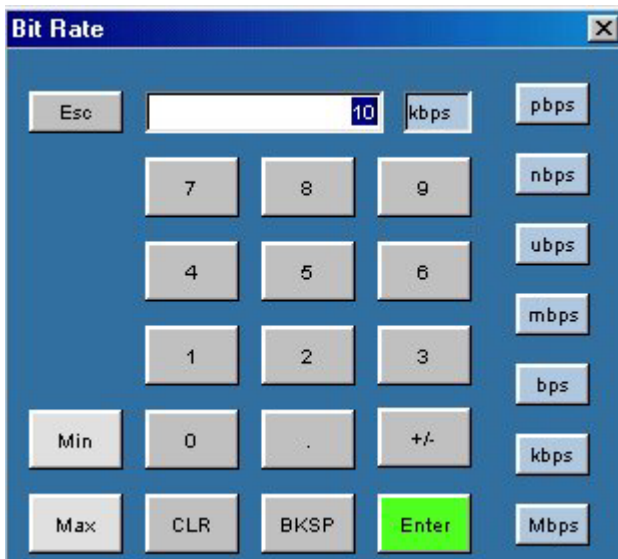 Bit Rate
Esc 10 kbps pbps
7 8 9 nbps
4 5 6 ubps
mbps
1 2 3
bps
Min 0 . +/-
kbps
Max CLR BKSP Enter Mbps